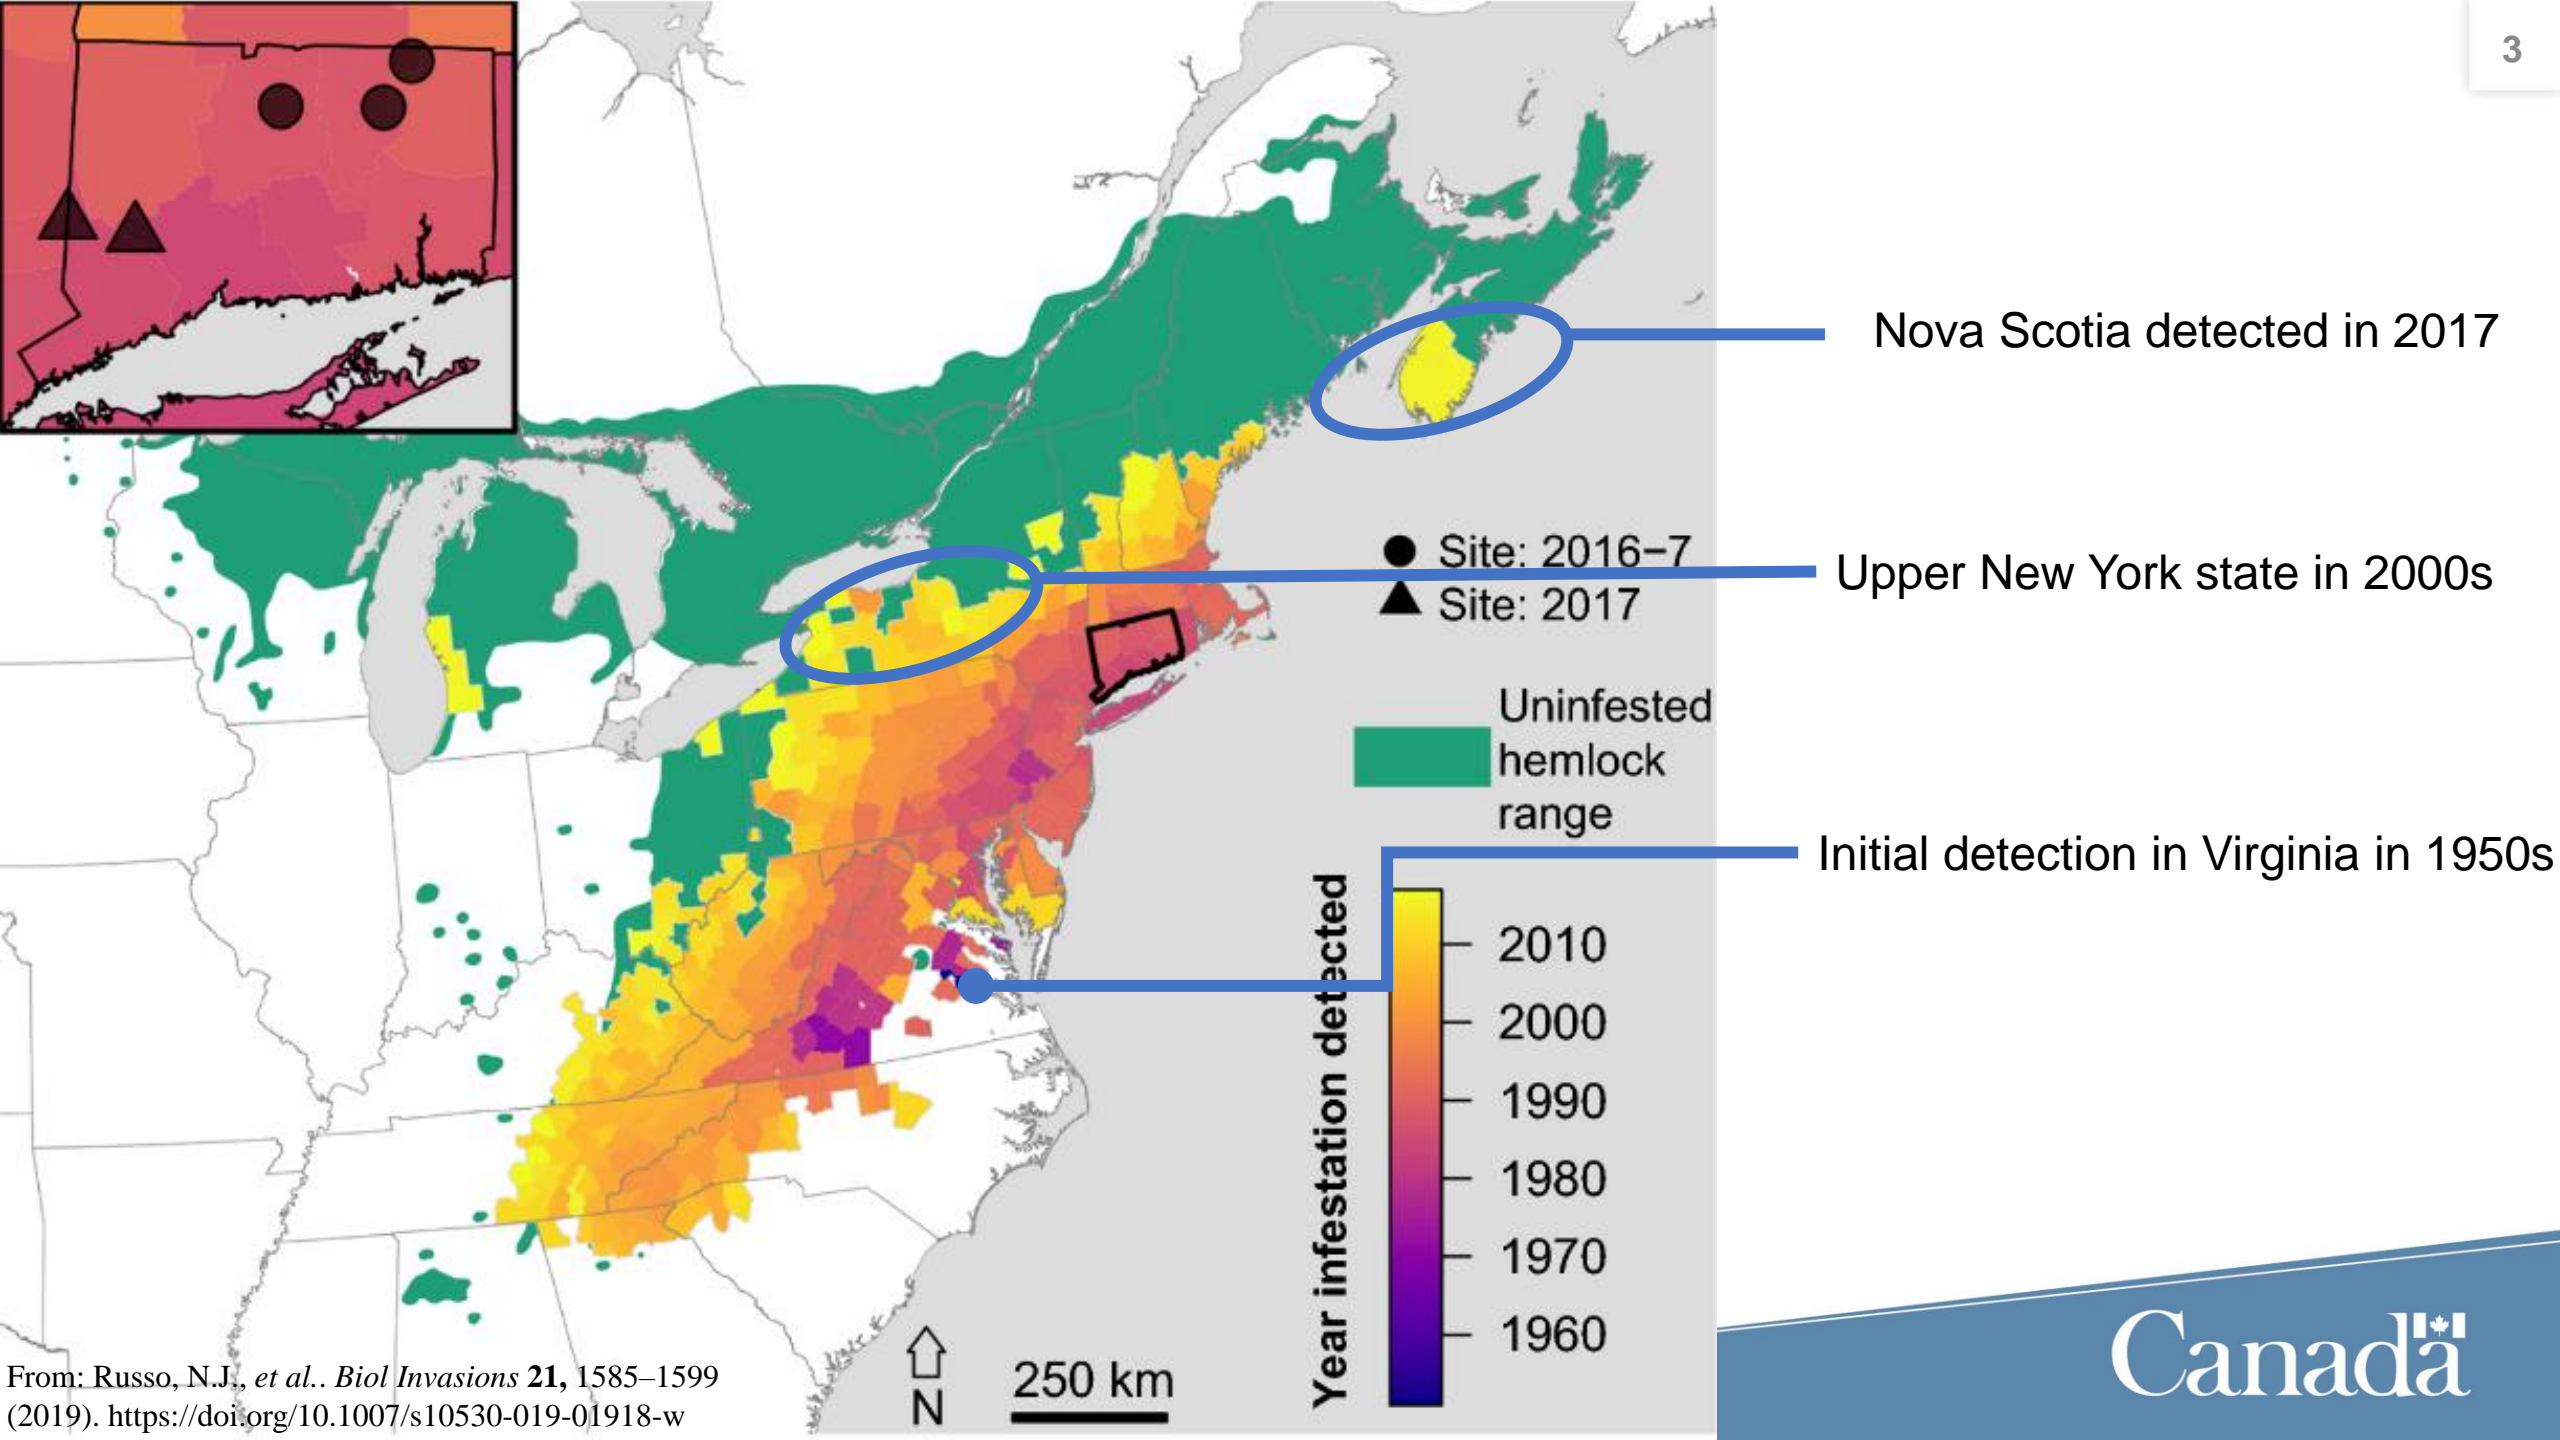 3
Nova Scotia detected in 2017
Site: 2016–7
Site: 2017
Upper New York state in 2000s
Uninfested
hemlock
range
Initial detection in Virginia in 1950s
Year infestation detected
2010
2000
1990
1980
1970
1960
N
250 km
From: Russo, N.J., et al.. Biol Invasions 21, 1585–1599
(2019). https://doi.org/10.1007/s10530-019-01918-w
Canada